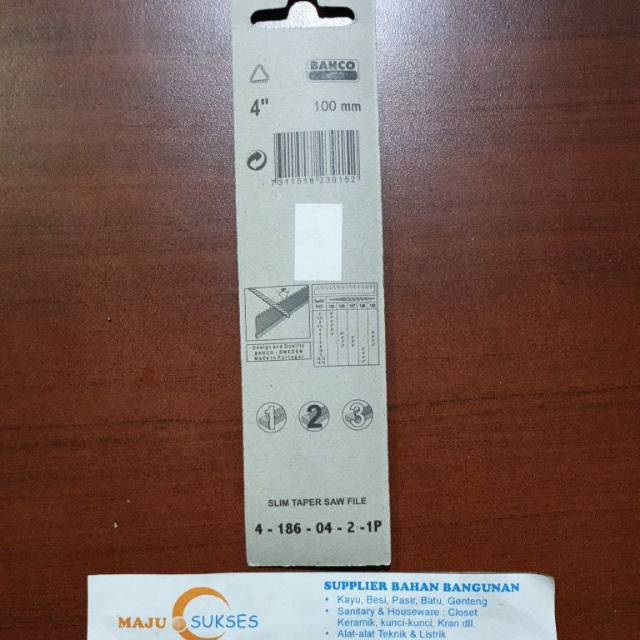 BAHCO
4"
100 mm
7 311518 239152
Design and Quality
BAHCO - SWEDEN
Made in Portugal
1 2 3
SLIM TAPER SAW FILE
4 - 186 - 04 - 2 -1P
MAJU SUKSES
SUPPLIER BAHAN BANGUNAN
• Kayu, Besi, Pasir, Batu, Genteng
• Sanitary & Houseware : Closet
Keramik, kunci-kunci, Kran dll.
• Alat-alat Teknik & Listrik